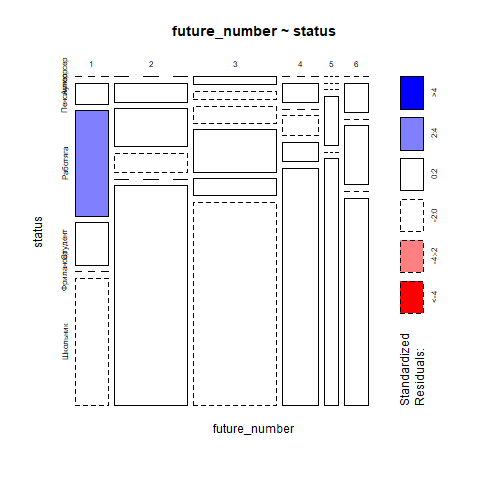 future_number ~ status
1 2 3 4 5 6
Пенсионер
Работяга
Студент
Фрилансер
Школьник
status
future_number
>4
2:4
0:2
-2:0
-4:-2
<-4
Standardized
Residuals: